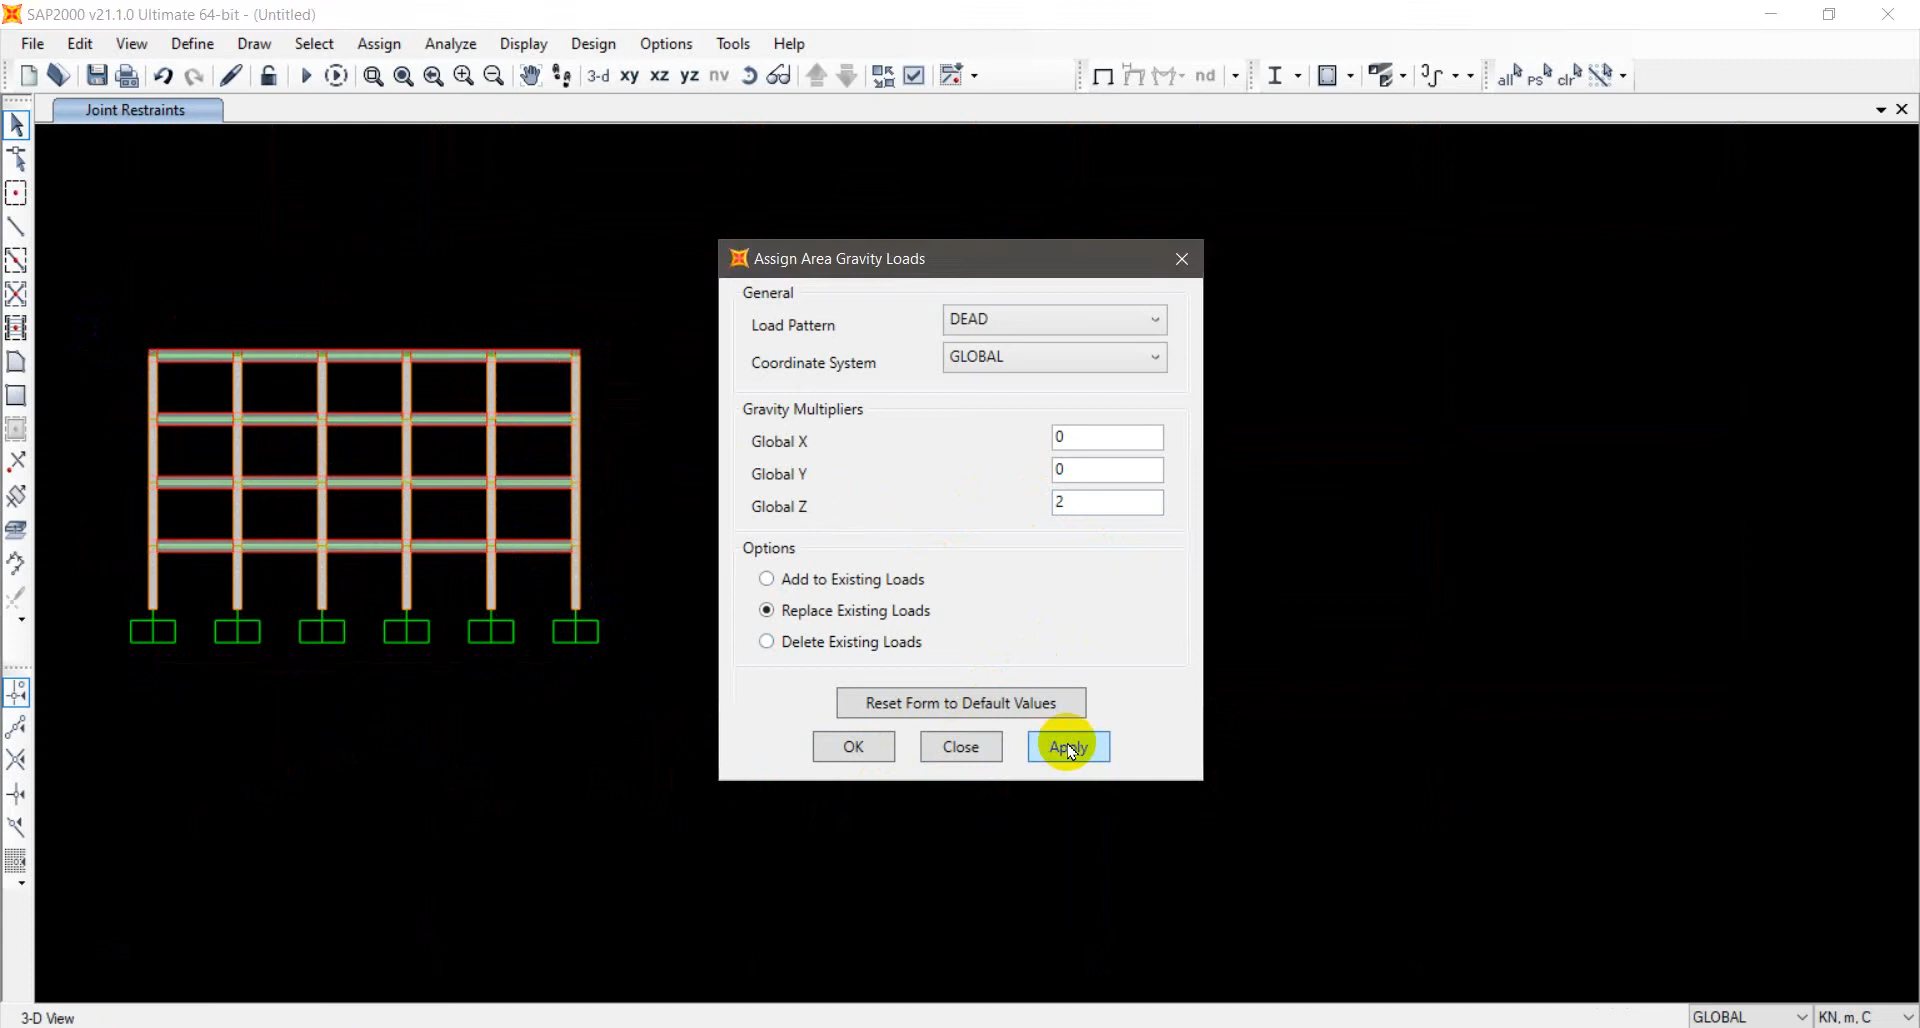 SAP2000 v21.1.0 Ultimate 64-bit - (Untitled)
File Edit View Define Draw Select Assign Analyze Display Design Options Tools Help
3-d xy xz yz nv nd all ps clr
Joint Restraints
Assign Area Gravity Loads
General
Load Pattern DEAD
Coordinate System GLOBAL
Gravity Multipliers
Global X 0
Global Y 0
Global Z 2
Options
Add to Existing Loads
Replace Existing Loads
Delete Existing Loads
Reset Form to Default Values
OK Close Apply
3-D View GLOBAL KN, m, C